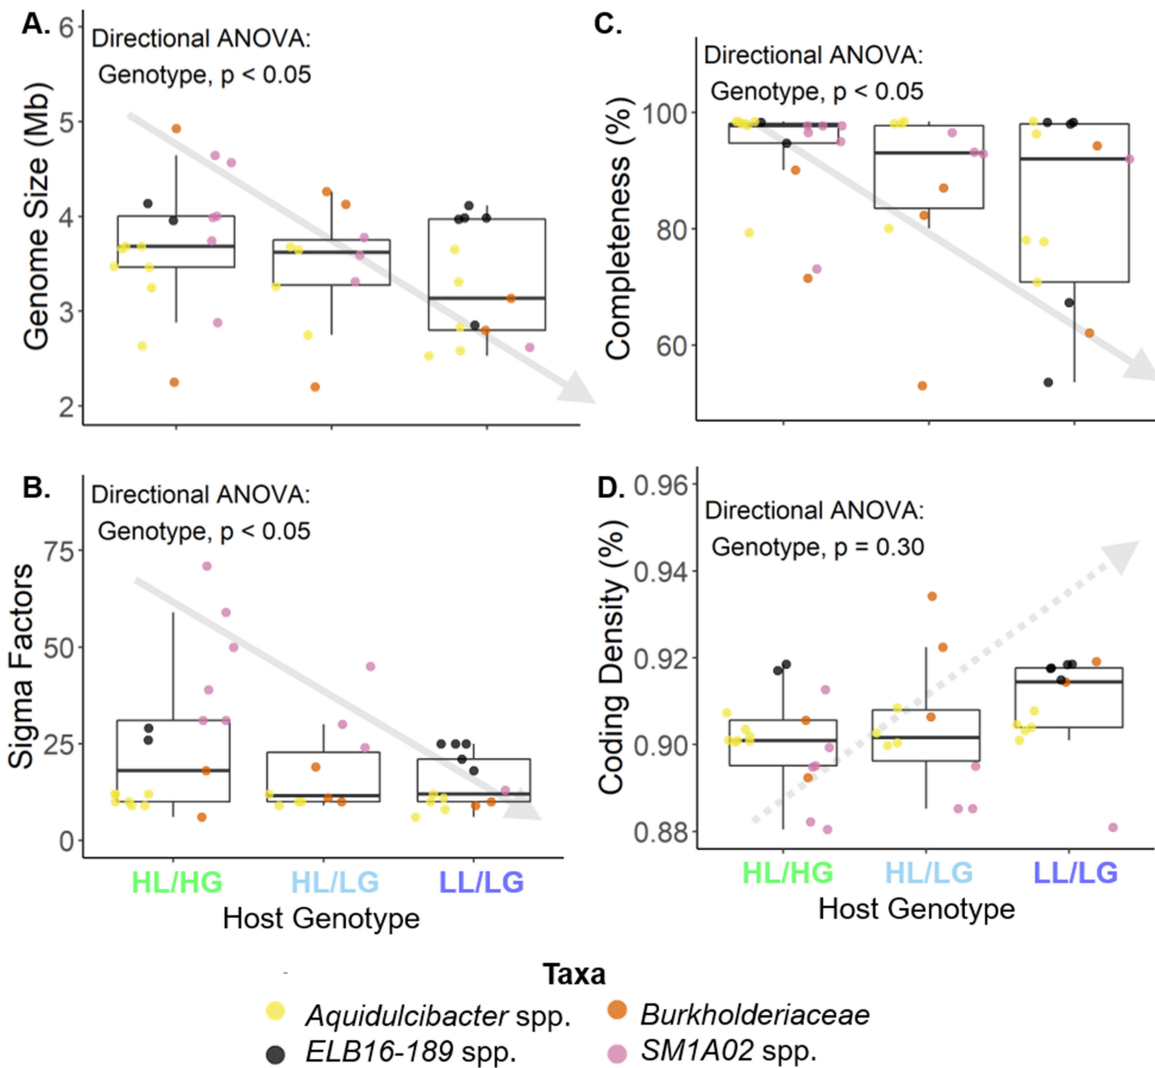 A.
Directional ANOVA:
Genotype, p < 0.05
Genome Size (Mb)
6
5
4
3
2
C.
Directional ANOVA:
Genotype, p < 0.05
Completeness (%)
100
80
60
B.
Directional ANOVA:
Genotype, p < 0.05
Sigma Factors
75
50
25
0
HL/HG
HL/LG
LL/LG
Host Genotype
D.
Directional ANOVA:
Genotype, p = 0.30
Coding Density (%)
0.96
0.94
0.92
0.90
0.88
HL/HG
HL/LG
LL/LG
Host Genotype
Taxa
Aquidulcibacter spp.
Burkholderiaceae
ELB16-189 spp.
SM1A02 spp.